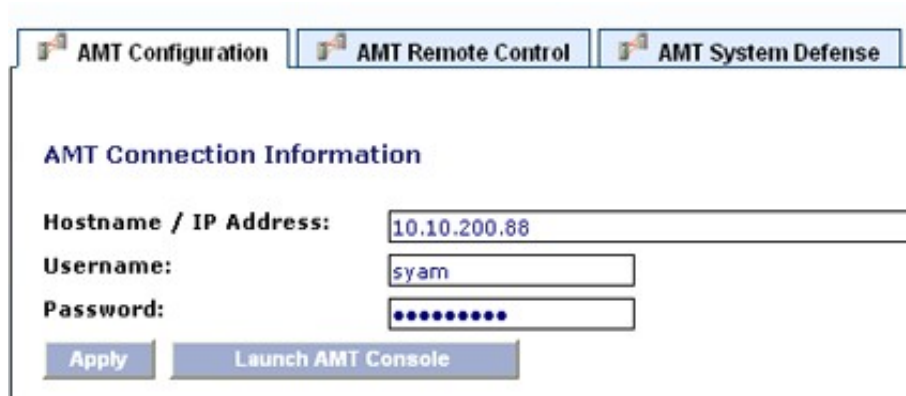 AMT Configuration
AMT Remote Control
AMT System Defense
AMT Connection Information
Hostname / IP Address: 10.10.200.88
Username: syam
Password: •••••••••
Apply
Launch AMT Console